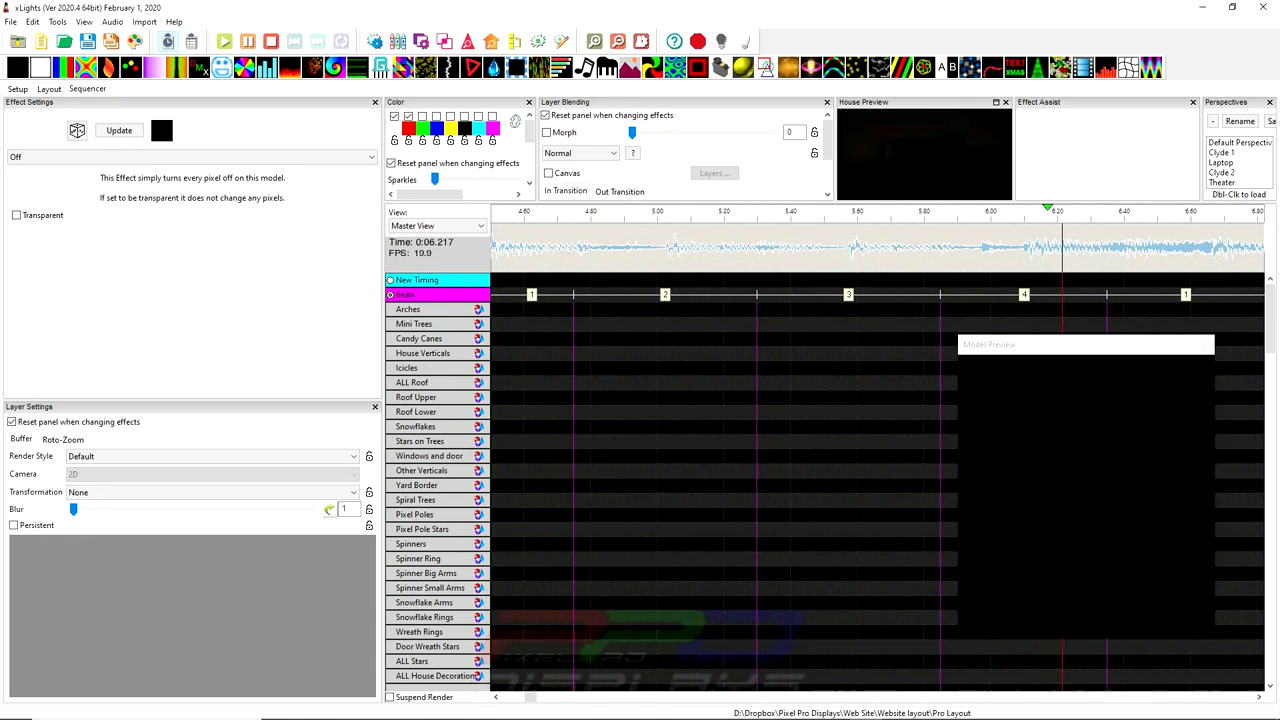 xLights (Ver 2020.4 64bit) February 1, 2020
File Edit Tools View Audio Import Help
Setup Layout Sequencer
Effect Settings
Update
Off
This Effect simply turns every pixel off on this model.
If set to be transparent it does not change any pixels.
Transparent
Layer Settings
Reset panel when changing effects
Buffer Roto-Zoom
Render Style Default
Camera 2D
Transformation None
Blur 1
Persistent
Color
Reset panel when changing effects
Sparkles
Layer Blending
Reset panel when changing effects
Morph 0
Normal ?
Canvas Layers ...
In Transition Out Transition
House Preview
Effect Assist
Perspectives
- Rename Sa
Default Perspectiv
Clyde 1
Laptop
Clyde 2
Theater
Dbl-Clk to load
View:
Master View
Time: 0:06.217
FPS: 19.9
4.60 4.80 5.00 5.20 5.40 5.60 5.80 6.00 6.20 6.40 6.60 6.80
New Timing
Beats 1 2 3 4 1
Arches
Mini Trees
Candy Canes
Model Preview
House Verticals
Icicles
ALL Roof
Roof Upper
Roof Lower
Snowflakes
Stars on Trees
Windows and door
Other Verticals
Yard Border
Spiral Trees
Pixel Poles
Pixel Pole Stars
Spinners
Spinner Ring
Spinner Big Arms
Spinner Small Arms
Snowflake Arms
Snowflake Rings
Wreath Rings
Door Wreath Stars
ALL Stars
ALL House Decoration
PPD
PIXEL PRO
DISPLAYS
Suspend Render
D:\Dropbox\Pixel Pro Displays\Web Site\Website layout\Pro Layout